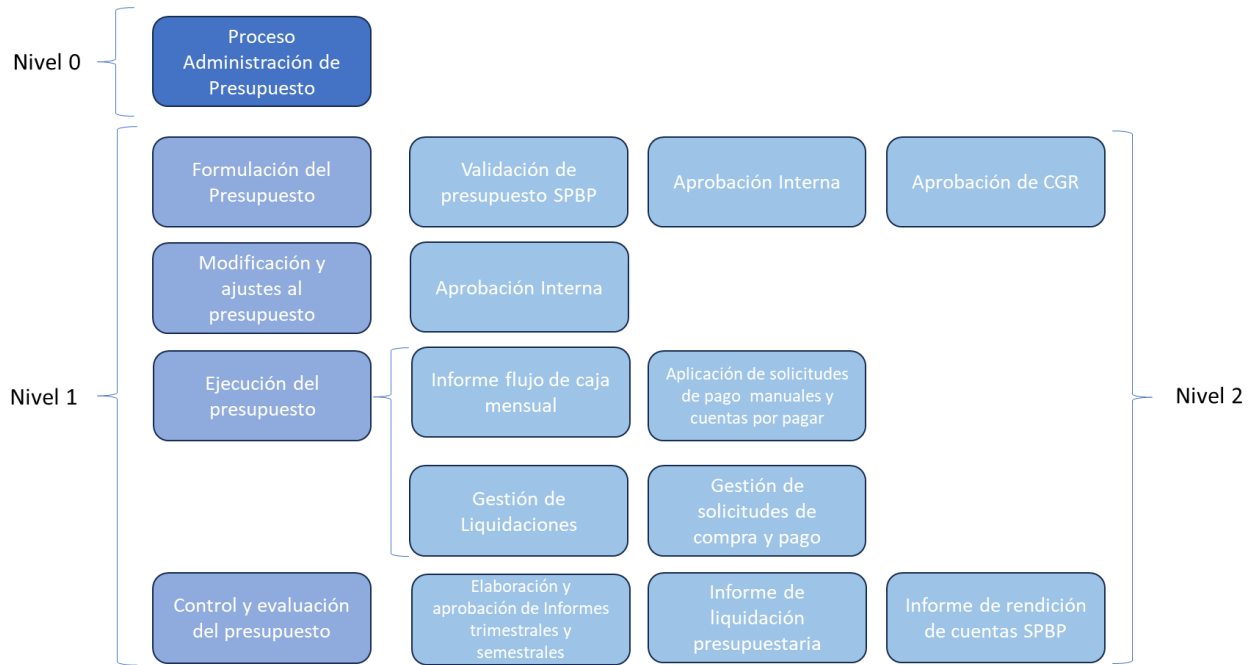 Nivel 0
Proceso
Administración de
Presupuesto
Nivel 1
Formulación del
Presupuesto
Validación de
presupuesto SPBP
Aprobación Interna
Aprobación de CGR
Modificación y
ajustes al
presupuesto
Aprobación Interna
Ejecución del
presupuesto
Informe flujo de caja
mensual
Aplicación de solicitudes
de pago manuales y
cuentas por pagar
Gestión de
Liquidaciones
Gestión de
solicitudes de
compra y pago
Control y evaluación
del presupuesto
Elaboración y
aprobación de Informes
trimestrales y
semestrales
Informe de
liquidación
presupuestaria
Informe de rendición
de cuentas SPBP
Nivel 2